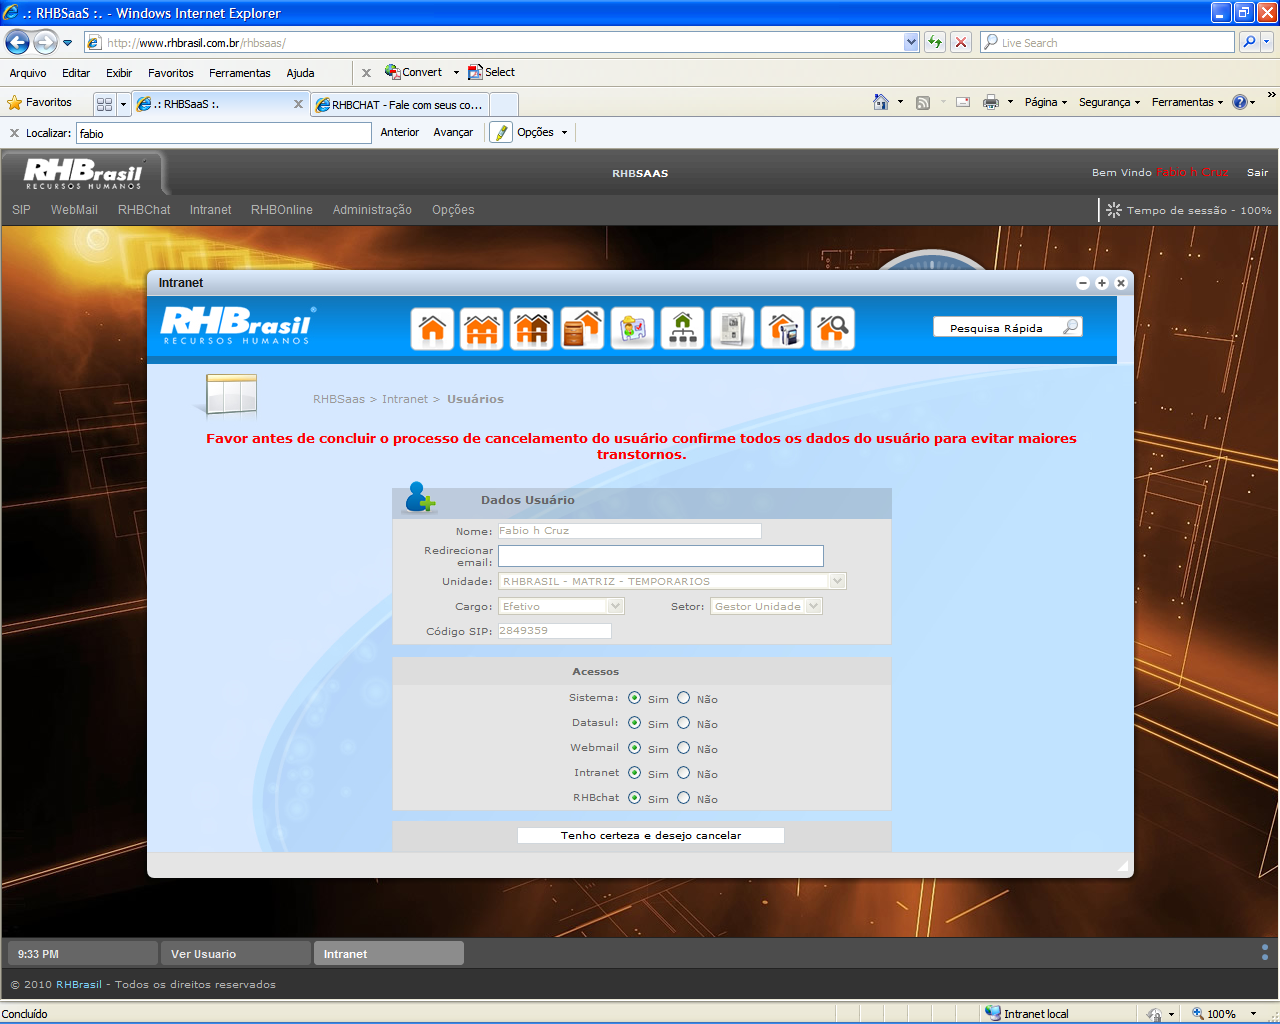 .: RHBSaaS :. - Windows Internet Explorer
http://www.rhbrasil.com.br/rhbsaas/
Live Search
Arquivo Editar Exibir Favoritos Ferramentas Ajuda x Convert Select
Favoritos .: RHBSaaS :. x RHBCHAT - Fale com seus co... Página Segurança Ferramentas »
x Localizar: fabio Anterior Avançar Opções
RHBrasil
RECURSOS HUMANOS
RHBSAAS
Bem Vindo Fabio h Cruz Sair
SIP WebMail RHBChat Intranet RHBOnline Administração Opções Tempo de sessão - 100%
Intranet
RHBrasil
RECURSOS HUMANOS
Pesquisa Rápida
RHBSaas > Intranet > Usuários
Favor antes de concluir o processo de cancelamento do usuário confirme todos os dados do usuário para evitar maiores
transtornos.
Dados Usuário
Nome: Fabio h Cruz
Redirecionar
email:
Unidade: RHBRASIL - MATRIZ - TEMPORARIOS
Cargo: Efetivo Setor: Gestor Unidade
Código SIP: 2849359
Acessos
Sistema: Sim Não
Datasul: Sim Não
Webmail Sim Não
Intranet Sim Não
RHBchat Sim Não
Tenho certeza e desejo cancelar
9:33 PM Ver Usuario Intranet
© 2010 RHBrasil - Todos os direitos reservados
Concluído Intranet local 100%